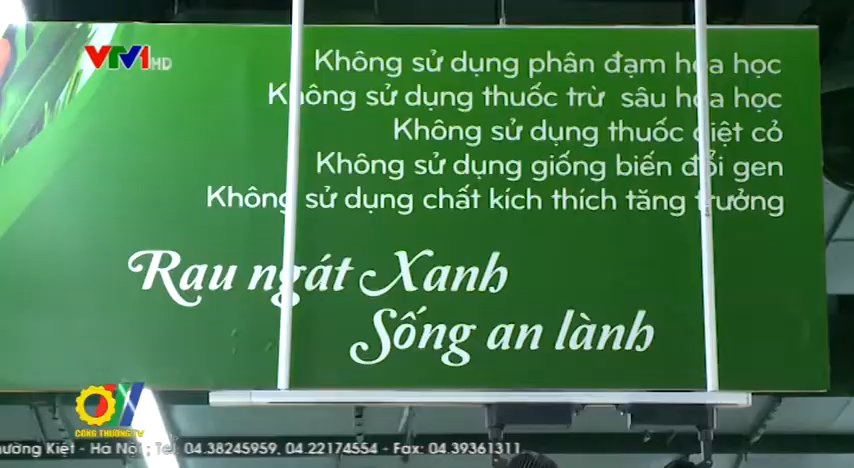 VTV1 HD
Không sử dụng phân đạm hóa học
Không sử dụng thuốc trừ sâu hóa học
Không sử dụng thuốc diệt cỏ
Không sử dụng giống biến đổi gen
Không sử dụng chất kích thích tăng trưởng
Rau ngát Xanh
Sống an lành
CÔNG THƯƠNG TV
ường Kiệt - Hà Nội ; Tel: 04.38245959, 04.22174554 - Fax: 04.39361311